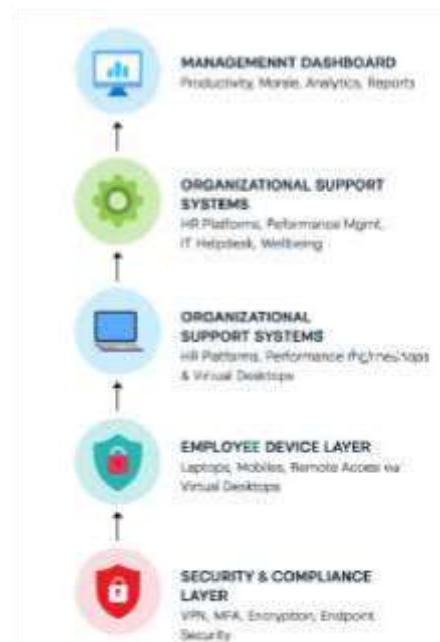 MANAGEMENNT DASHBOARD
Productivity, Morale, Analytics, Reports
ORGANIZATIONAL SUPPORT
SYSTEMS
HR Platforms, Peformance Mgmt,
IT Helpdesk, Wellbeing
ORGANIZATIONAL
SUPPORT SYSTEMS
HR Platforms, Performance
& Virtual Desktops
EMPLOYEE DEVICE LAYER
Laptops, Mobiles, Remote Access via
Virtual Desktops
SECURITY & COMPLIANCE
LAYER
VPN, MFA, Encryption, Endpoint
Security